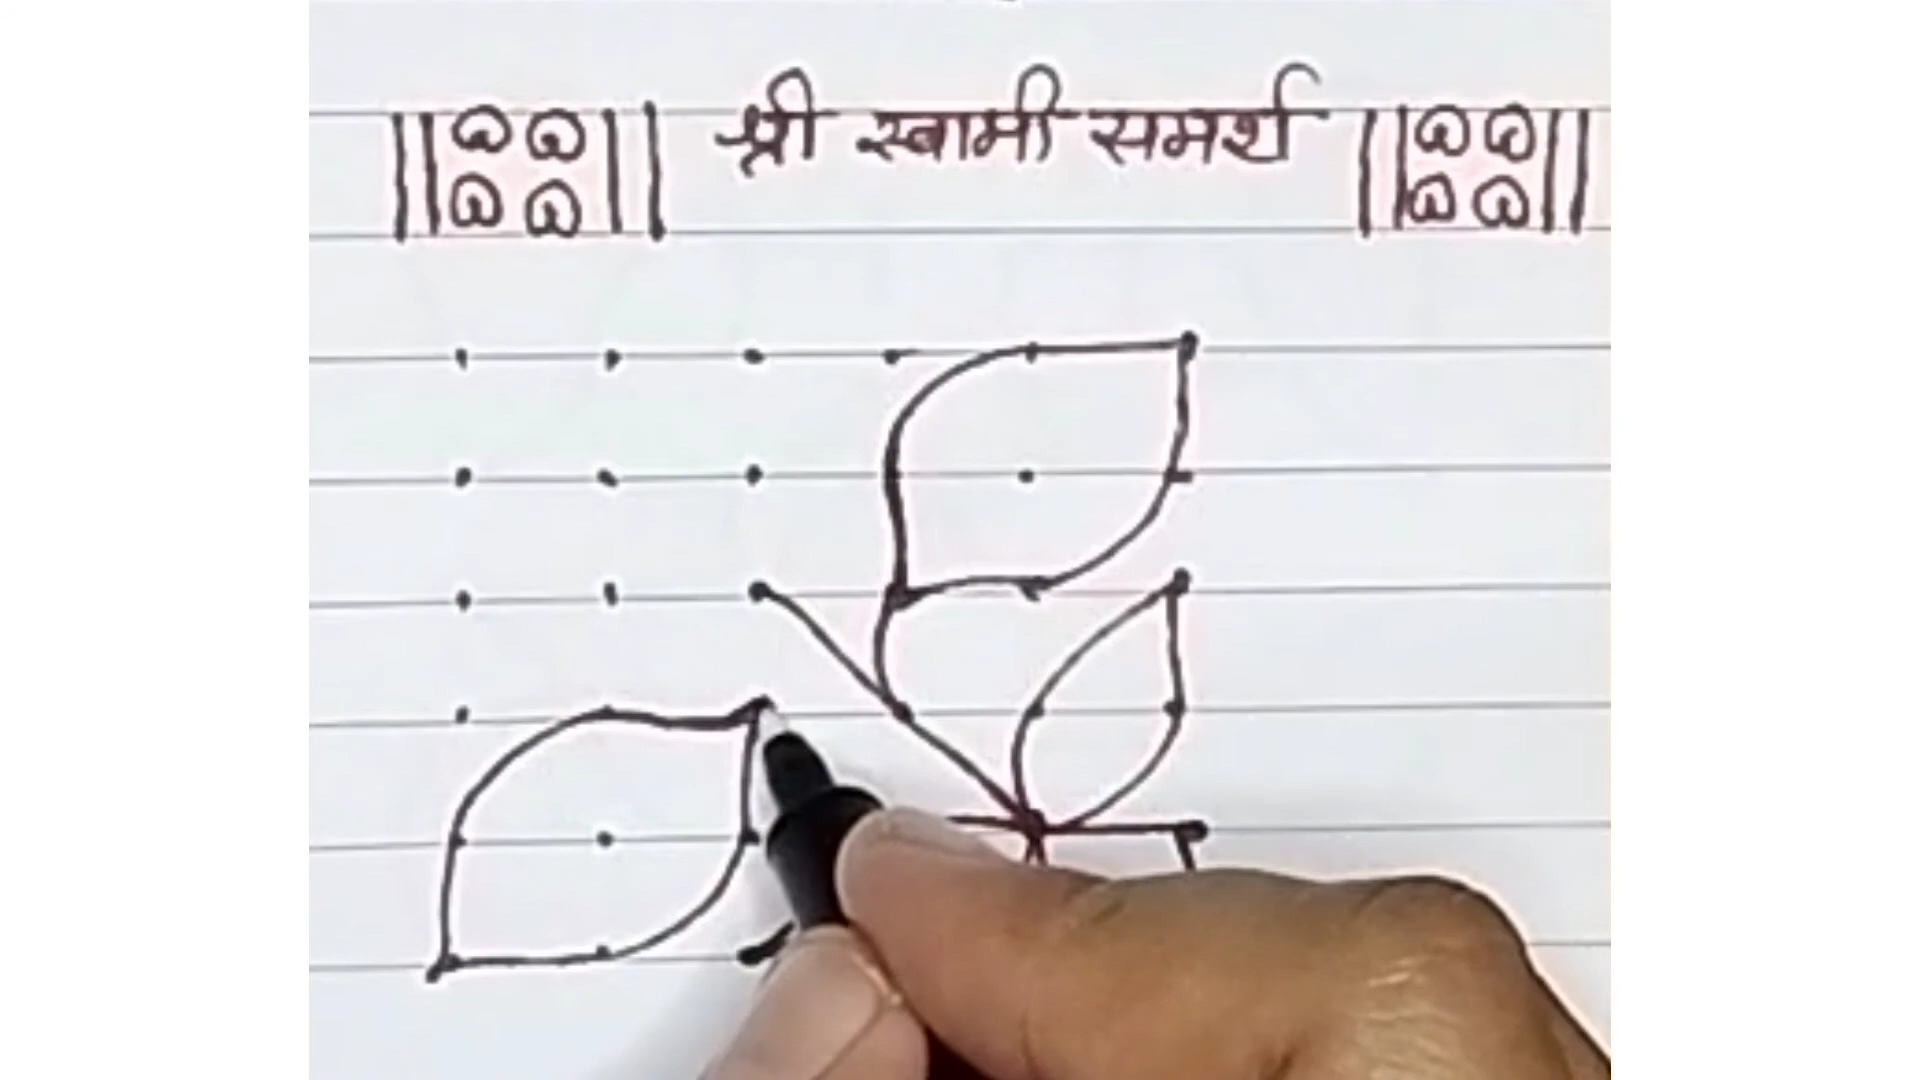 || श्री स्वामी समर्थ ||